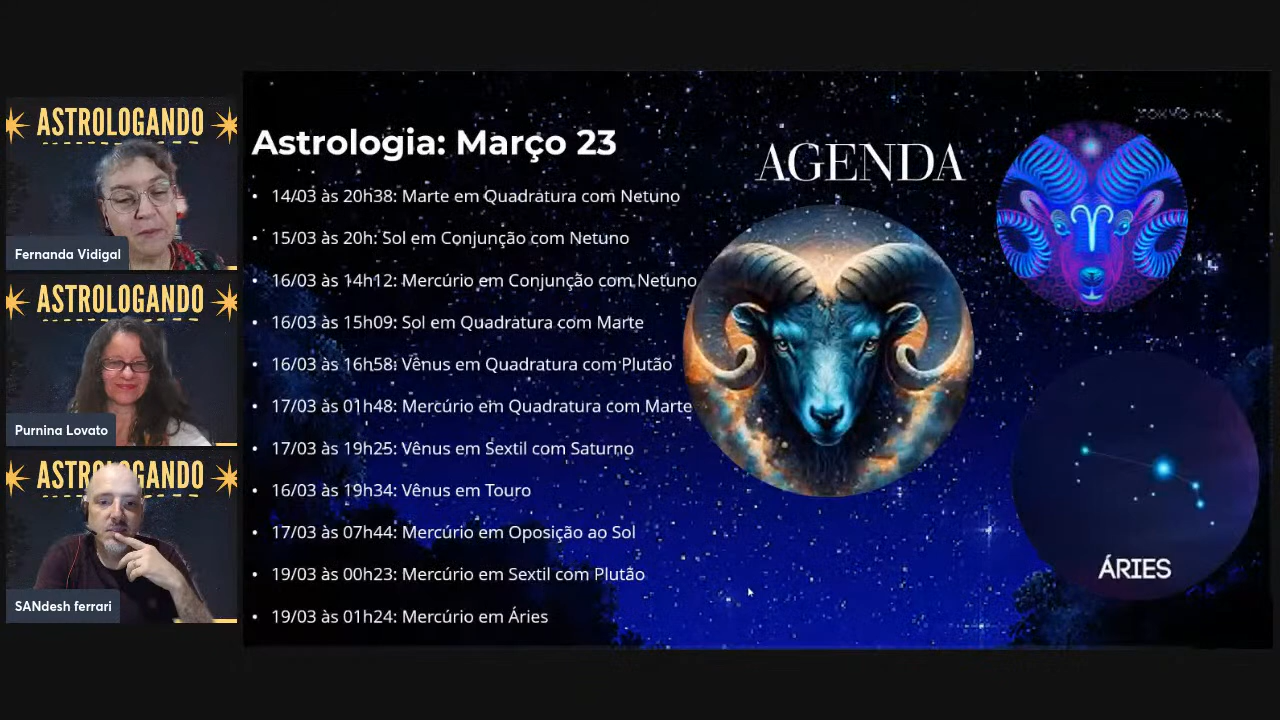 ASTROLOGANDO
Fernanda Vidigal
ASTROLOGANDO
Purnina Lovato
ASTROLOGANDO
SANdesh ferrari
Astrologia: Março 23
• 14/03 às 20h38: Marte em Quadratura com Netuno
• 15/03 às 20h: Sol em Conjunção com Netuno
• 16/03 às 14h12: Mercúrio em Conjunção com Netuno
• 16/03 às 15h09: Sol em Quadratura com Marte
• 16/03 às 16h58: Vênus em Quadratura com Plutão
• 17/03 às 01h48: Mercúrio em Quadratura com Marte
• 17/03 às 19h25: Vênus em Sextil com Saturno
• 16/03 às 19h34: Vênus em Touro
• 17/03 às 07h44: Mercúrio em Oposição ao Sol
• 19/03 às 00h23: Mercúrio em Sextil com Plutão
• 19/03 às 01h24: Mercúrio em Áries
AGENDA
ÁRIES